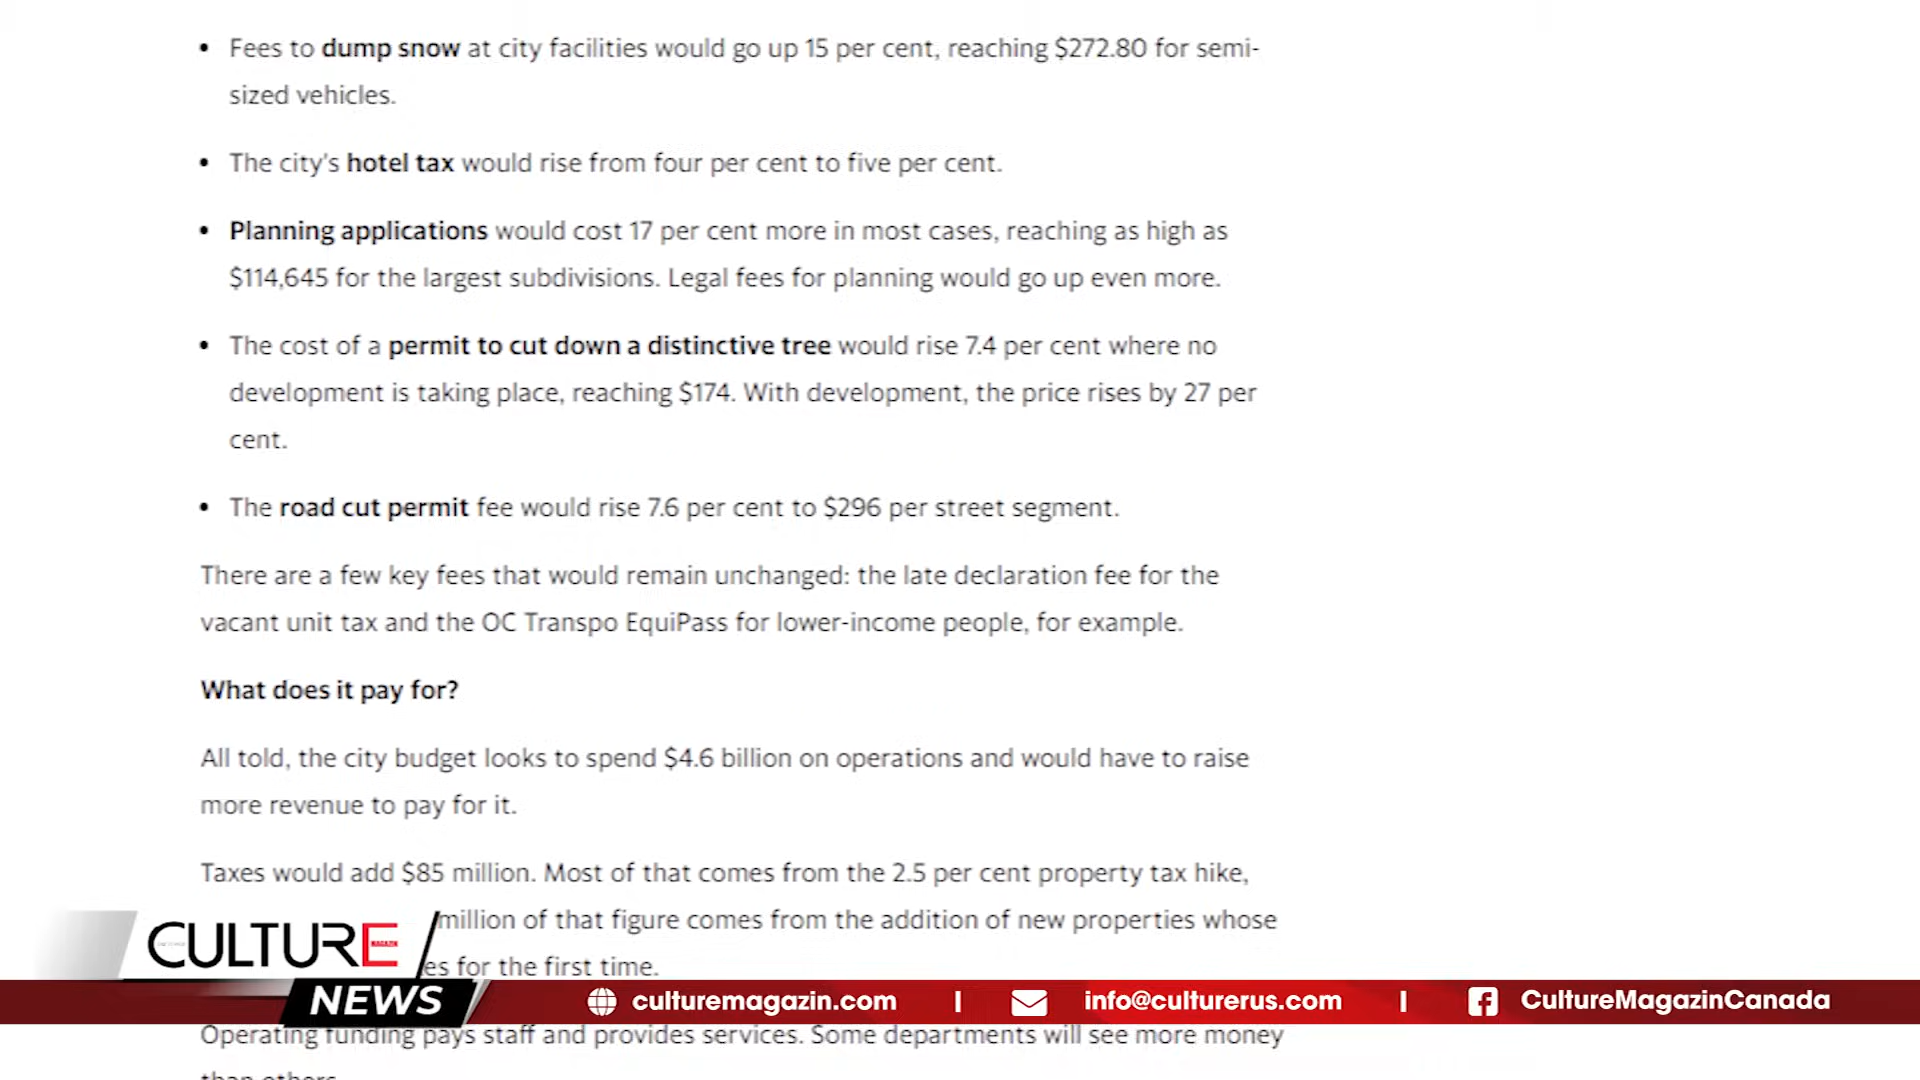 • Fees to dump snow at city facilities would go up 15 per cent, reaching $272.80 for semi-
sized vehicles.
• The city's hotel tax would rise from four per cent to five per cent.
• Planning applications would cost 17 per cent more in most cases, reaching as high as
$114,645 for the largest subdivisions. Legal fees for planning would go up even more.
• The cost of a permit to cut down a distinctive tree would rise 7.4 per cent where no
development is taking place, reaching $174. With development, the price rises by 27 per
cent.
• The road cut permit fee would rise 7.6 per cent to $296 per street segment.
There are a few key fees that would remain unchanged: the late declaration fee for the
vacant unit tax and the OC Transpo EquiPass for lower-income people, for example.
What does it pay for?
All told, the city budget looks to spend $4.6 billion on operations and would have to raise
more revenue to pay for it.
Taxes would add $85 million. Most of that comes from the 2.5 per cent property tax hike,
million of that figure comes from the addition of new properties whose
es for the first time.
CULTURE
NEWS
culturemagazin.com | info@culturerus.com | CultureMagazinCanada
Operating funding pays staff and provides services. Some departments will see more money
than others.